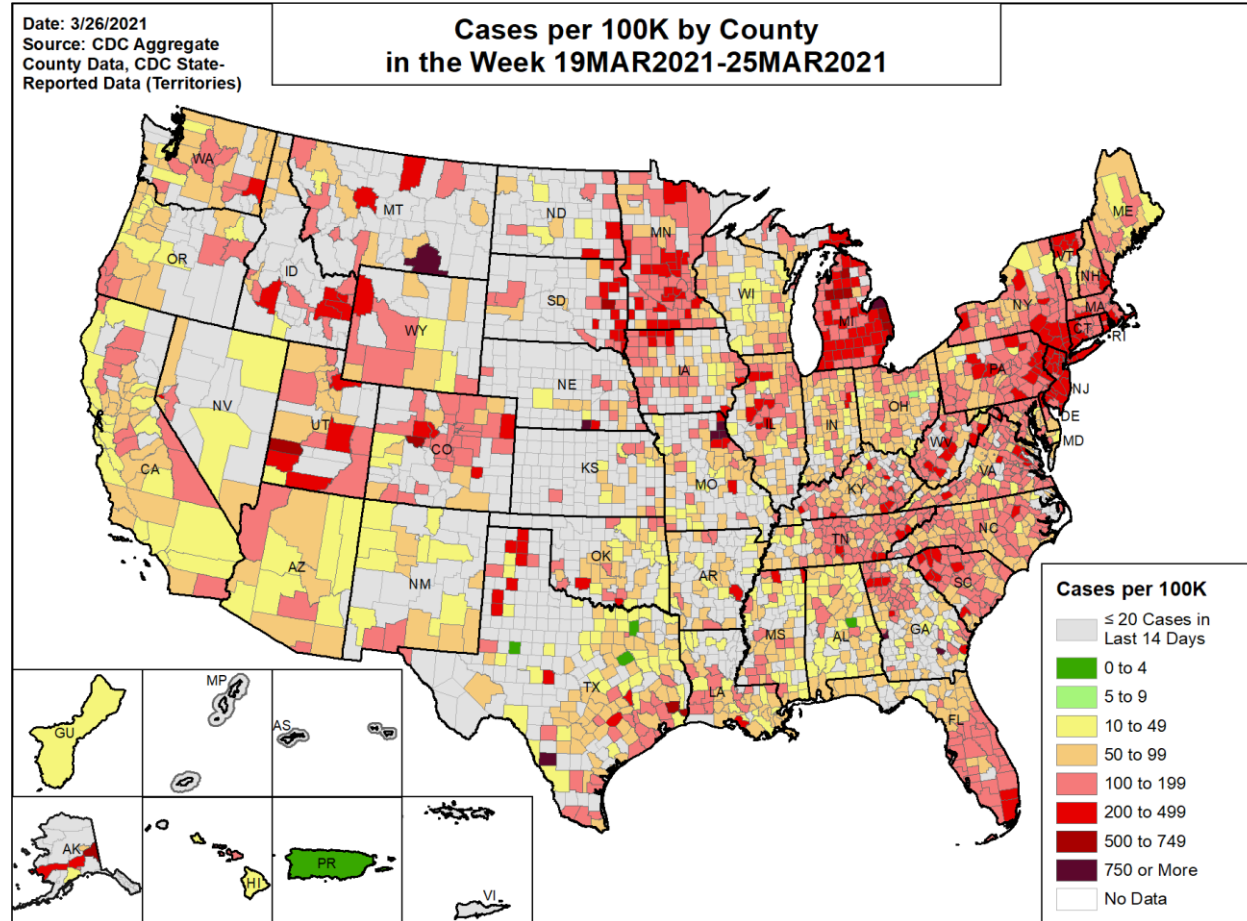 Date: 3/26/2021
Source: CDC Aggregate
County Data, CDC State-
Reported Data (Territories)
Cases per 100K by County
in the Week 19MAR2021-25MAR2021
WA
MT
ND
MN
ME
OR
ID
SD
WI
VT
NH
NY
MA
CT
RI
WY
MI
IA
PA
NJ
NE
NV
UT
CO
IL
IN
OH
DE
MD
WV
VA
CA
KS
MO
KY
NC
TN
AZ
NM
OK
AR
SC
MS
AL
GA
TX
LA
FL
Cases per 100K
≤ 20 Cases in
Last 14 Days
0 to 4
5 to 9
10 to 49
50 to 99
100 to 199
200 to 499
500 to 749
750 or More
No Data
GU
MP
AS
AK
HI
PR
VI